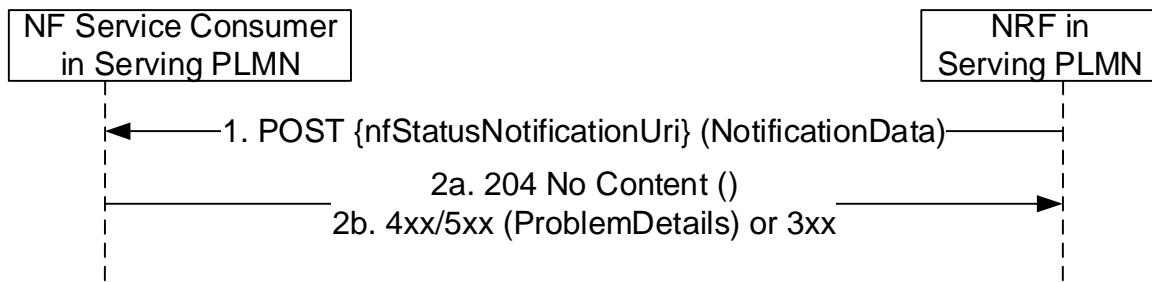 NF Service Consumer
in Serving PLMN
NRF in
Serving PLMN
1. POST {nfStatusNotificationUri} (NotificationData)
2a. 204 No Content ()
2b. 4xx/5xx (ProblemDetails) or 3xx